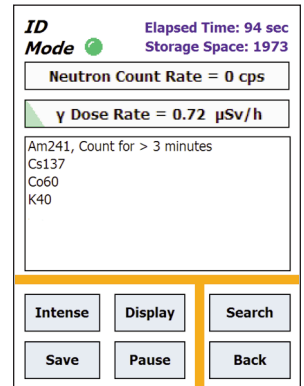 ID
Mode
Elapsed Time: 94 sec
Storage Space: 1973
Neutron Count Rate = 0 cps
γ Dose Rate = 0.72 μSv/h
Am241, Count for > 3 minutes
Cs137
Co60
K40
Intense Display Search
Save Pause Back